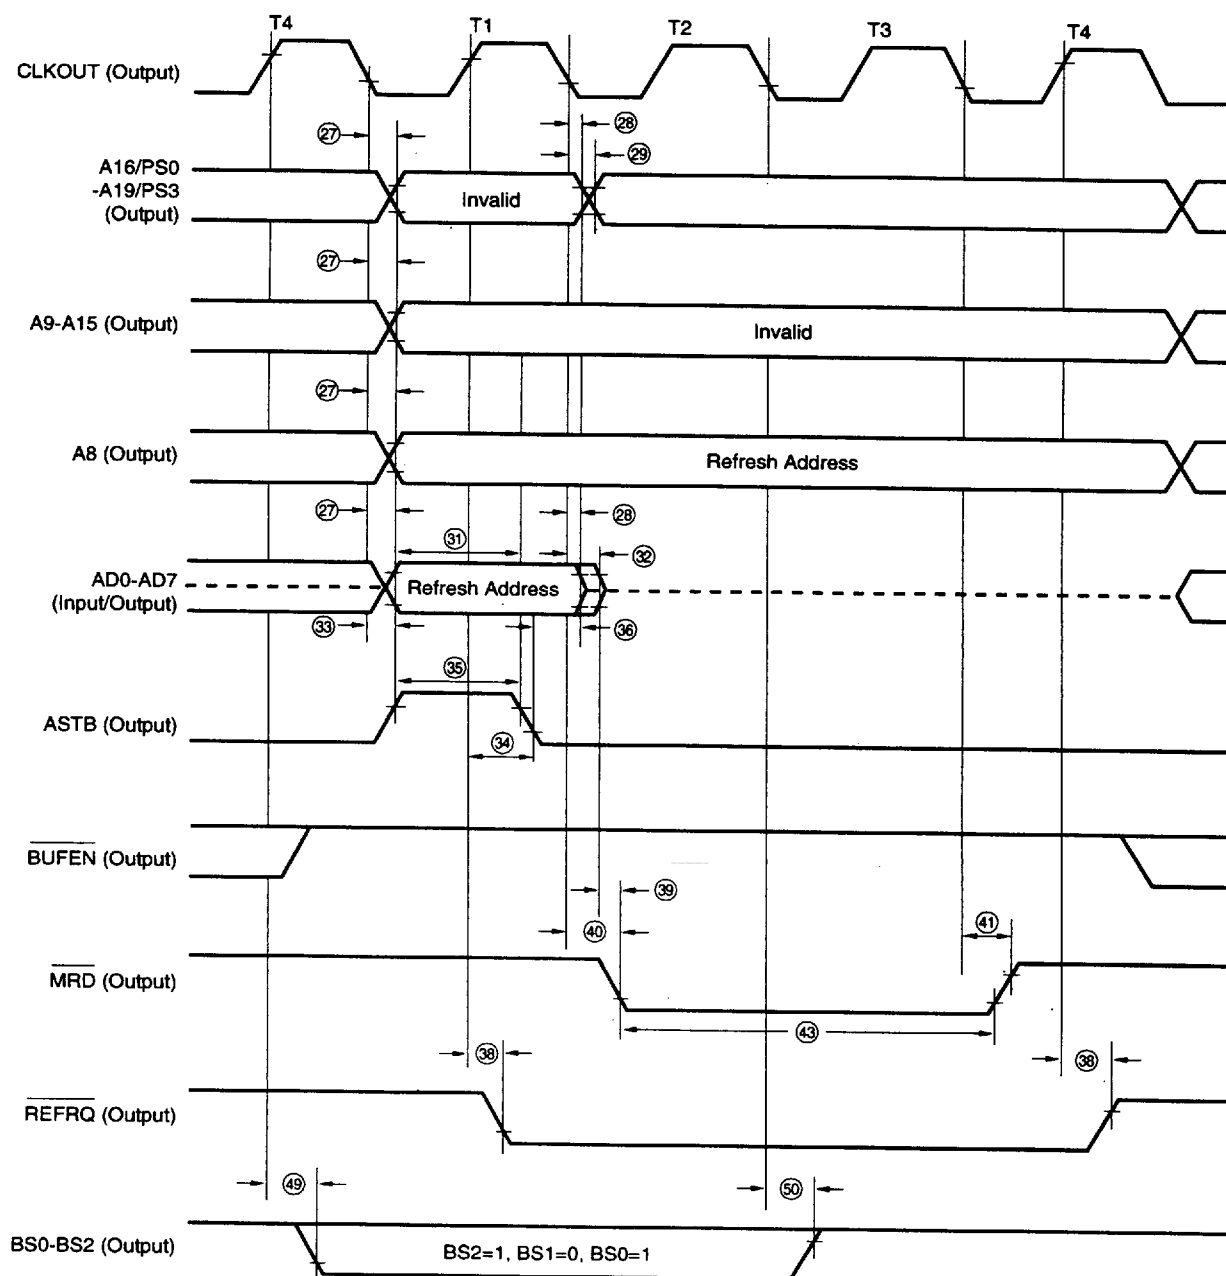 T4 T1 T2 T3 T4
CLKOUT (Output)
27 28
29
A16/PS0
-A19/PS3
(Output)
Invalid
27
A9-A15 (Output)
Invalid
27
A8 (Output)
Refresh Address
27 28
31 32
AD0-AD7
(Input/Output)
Refresh Address
33 36
35
ASTB (Output)
34
BUFEN (Output)
39
40 41
MRD (Output)
43
38 38
REFRQ (Output)
49 50
BS0-BS2 (Output)
BS2=1, BS1=0, BS0=1